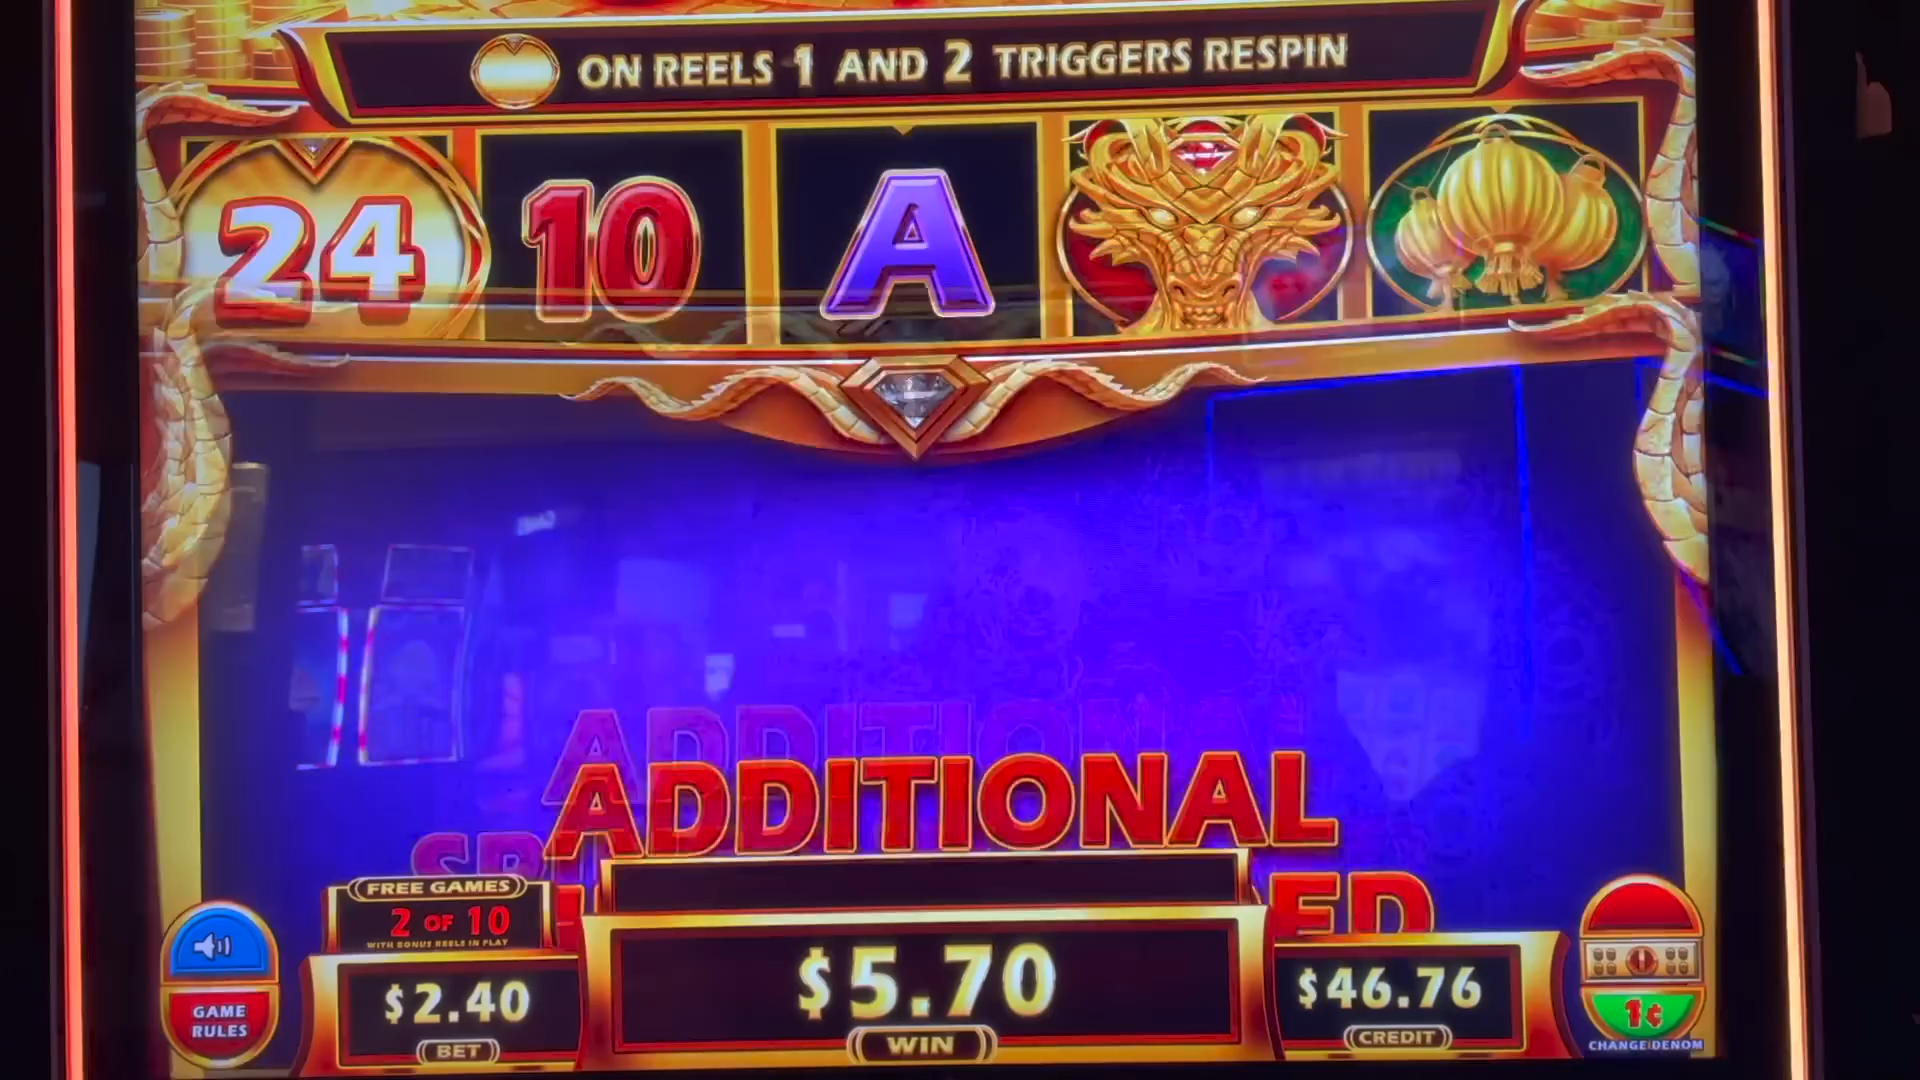 ON REELS 1 AND 2 TRIGGERS RESPIN
24
10
A
ADDITIONAL
ADDITIONAL
FREE GAMES
2 OF 10
WITH BONUS REELS IN PLAY
$2.40
BET
$5.70
WIN
$46.76
CREDIT
GAME
RULES
1¢
CHANGE DENOM